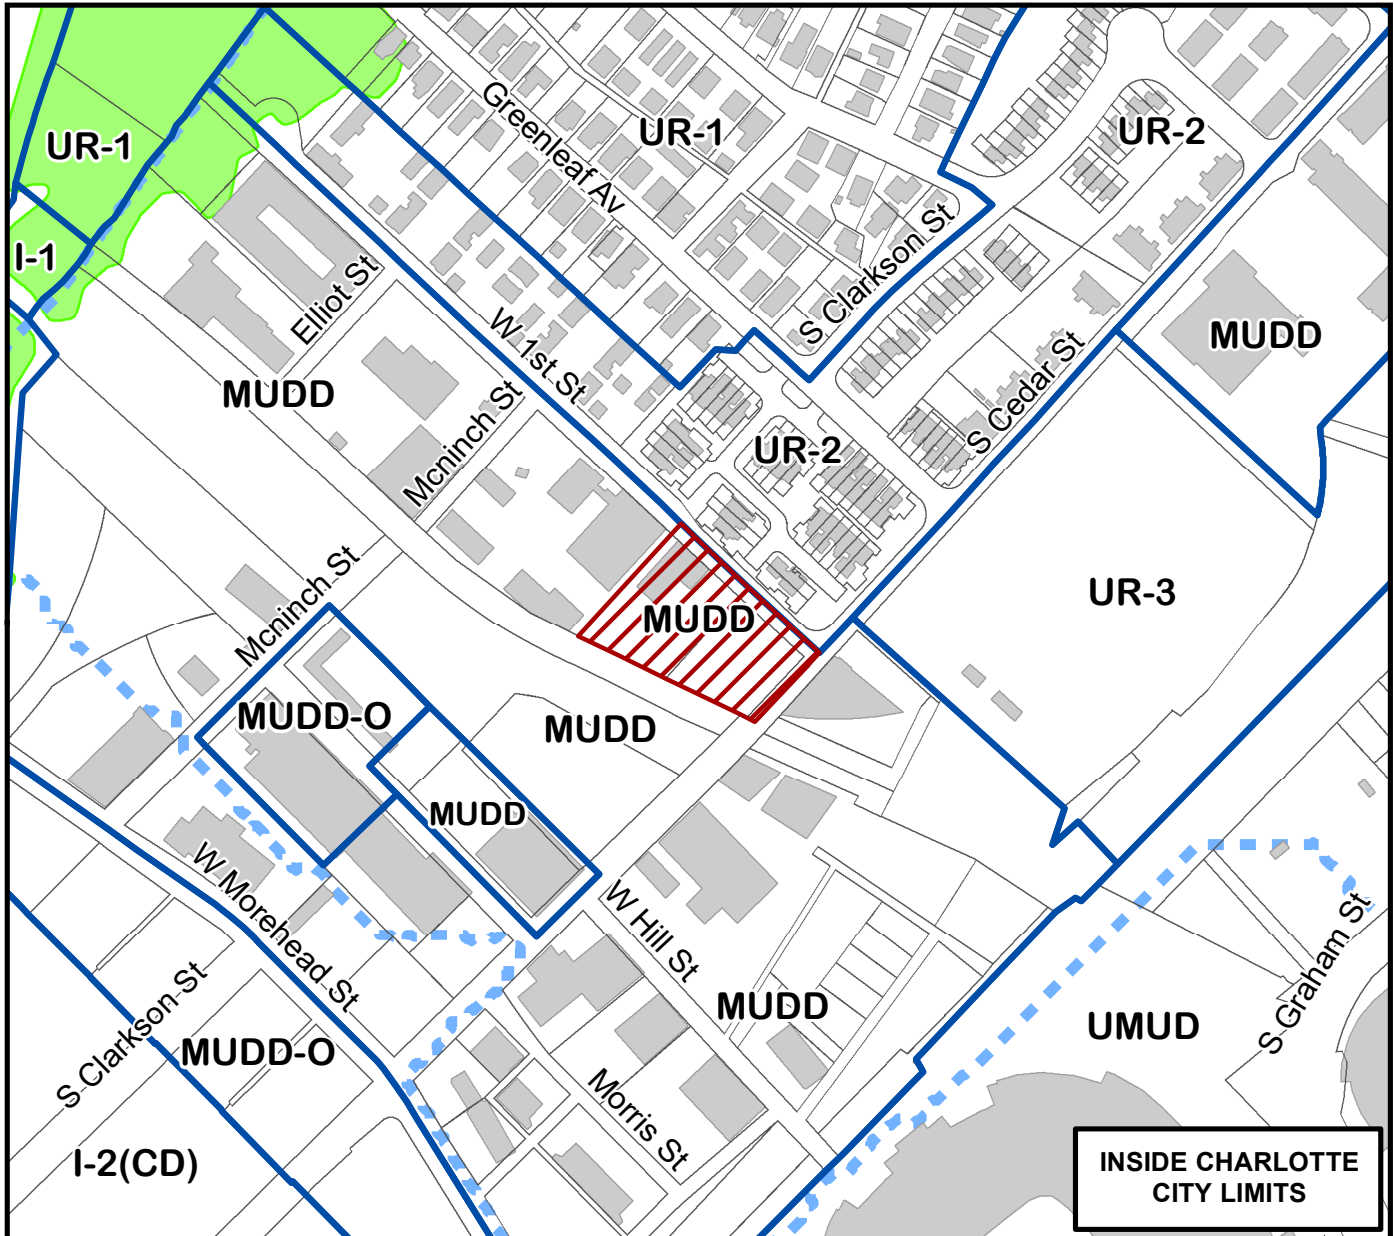 Greenleaf Av
UR-1
UR-2
UR-1
I-1
S Clarkson St
Elliot St
W 1st St
MUDD
MUDD
S Cedar St
Mcninch St
UR-2
Mcninch St
MUDD
UR-3
MUDD-O
MUDD
MUDD
W Morehead St
W Hill St
S Clarkson St
MUDD
UMUD
S Graham St
MUDD-O
Morris St
I-2(CD)
INSIDE CHARLOTTE
CITY LIMITS